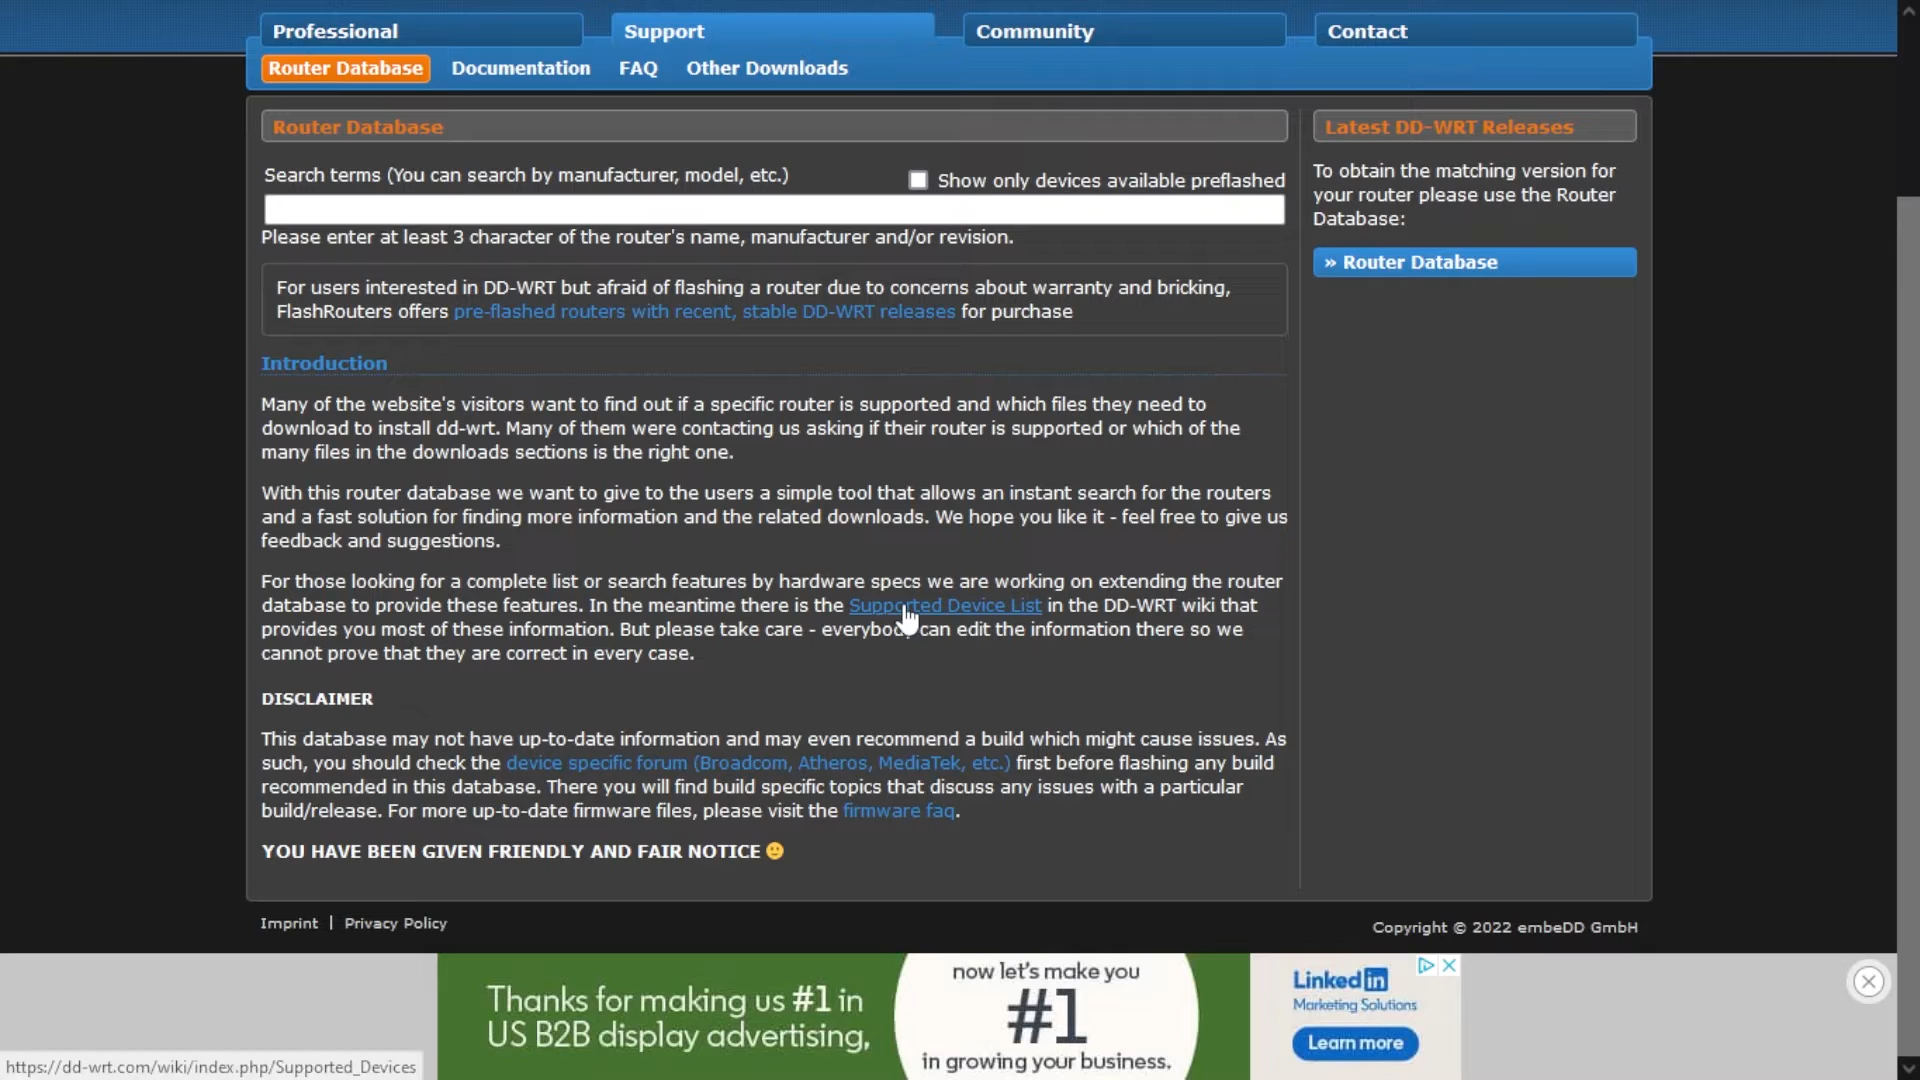 Professional
Support
Community
Contact
Router Database
Documentation
FAQ
Other Downloads
Router Database
Search terms (You can search by manufacturer, model, etc.)
Show only devices available preflashed
Please enter at least 3 character of the router's name, manufacturer and/or revision.
For users interested in DD-WRT but afraid of flashing a router due to concerns about warranty and bricking,
FlashRouters offers pre-flashed routers with recent, stable DD-WRT releases for purchase
Introduction
Many of the website's visitors want to find out if a specific router is supported and which files they need to
download to install dd-wrt. Many of them were contacting us asking if their router is supported or which of the
many files in the downloads sections is the right one.
With this router database we want to give to the users a simple tool that allows an instant search for the routers
and a fast solution for finding more information and the related downloads. We hope you like it - feel free to give us
feedback and suggestions.
For those looking for a complete list or search features by hardware specs we are working on extending the router
database to provide these features. In the meantime there is the Supported Device List in the DD-WRT wiki that
provides you most of these information. But please take care - everybody can edit the information there so we
cannot prove that they are correct in every case.
DISCLAIMER
This database may not have up-to-date information and may even recommend a build which might cause issues. As
such, you should check the device specific forum (Broadcom, Atheros, MediaTek, etc.) first before flashing any build
recommended in this database. There you will find build specific topics that discuss any issues with a particular
build/release. For more up-to-date firmware files, please visit the firmware faq.
YOU HAVE BEEN GIVEN FRIENDLY AND FAIR NOTICE 🙂
Latest DD-WRT Releases
To obtain the matching version for
your router please use the Router
Database:
» Router Database
Imprint | Privacy Policy
Copyright © 2022 embeDD GmbH
Thanks for making us #1 in
US B2B display advertising,
now let's make you
#1
in growing your business.
Linked in
Marketing Solutions
Learn more
https://dd-wrt.com/wiki/index.php/Supported_Devices